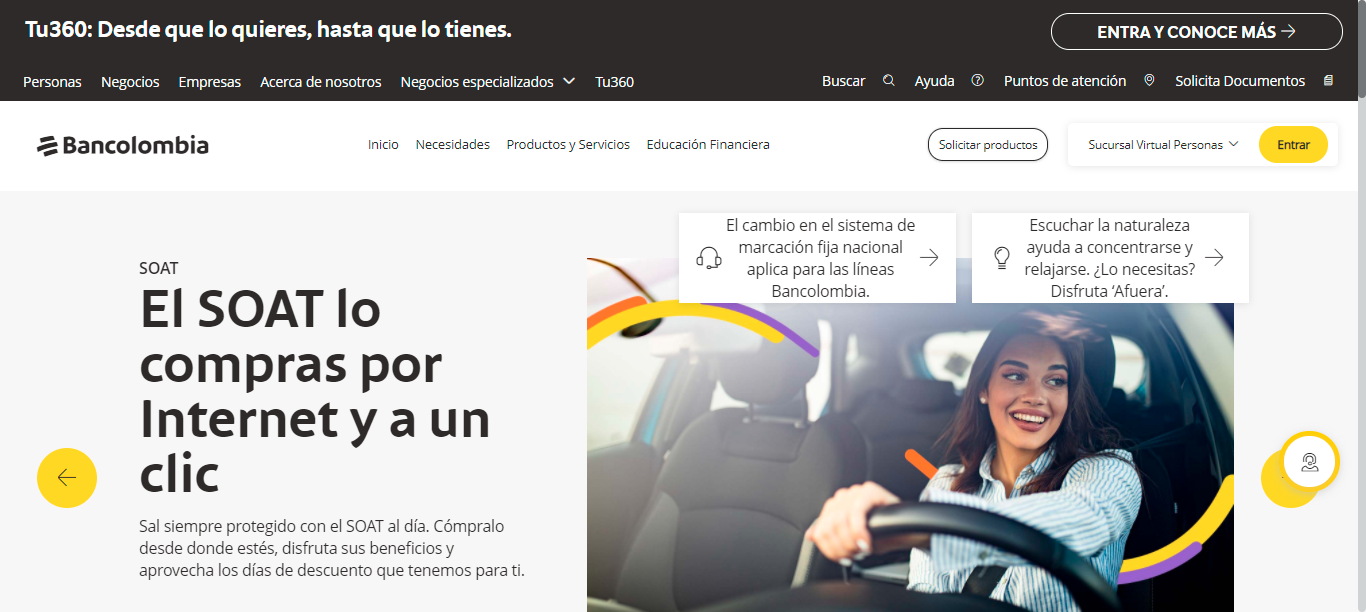 Tu360: Desde que lo quieres, hasta que lo tienes.
ENTRA Y CONOCE MÁS
Personas Negocios Empresas Acerca de nosotros Negocios especializados Tu360
Buscar Ayuda Puntos de atención Solicita Documentos
Bancolombia
Inicio Necesidades Productos y Servicios Educación Financiera
Solicitar productos
Sucursal Virtual Personas
Entrar
El cambio en el sistema de
marcación fija nacional
aplica para las líneas
Bancolombia.
Escuchar la naturaleza
ayuda a concentrarse y
relajarse. ¿Lo necesitas?
Disfruta ‘Afuera’.
SOAT
El SOAT lo
compras por
Internet y a un
clic
Sal siempre protegido con el SOAT al día. Cómpralo
desde donde estés, disfruta sus beneficios y
aprovecha los días de descuento que tenemos para ti.